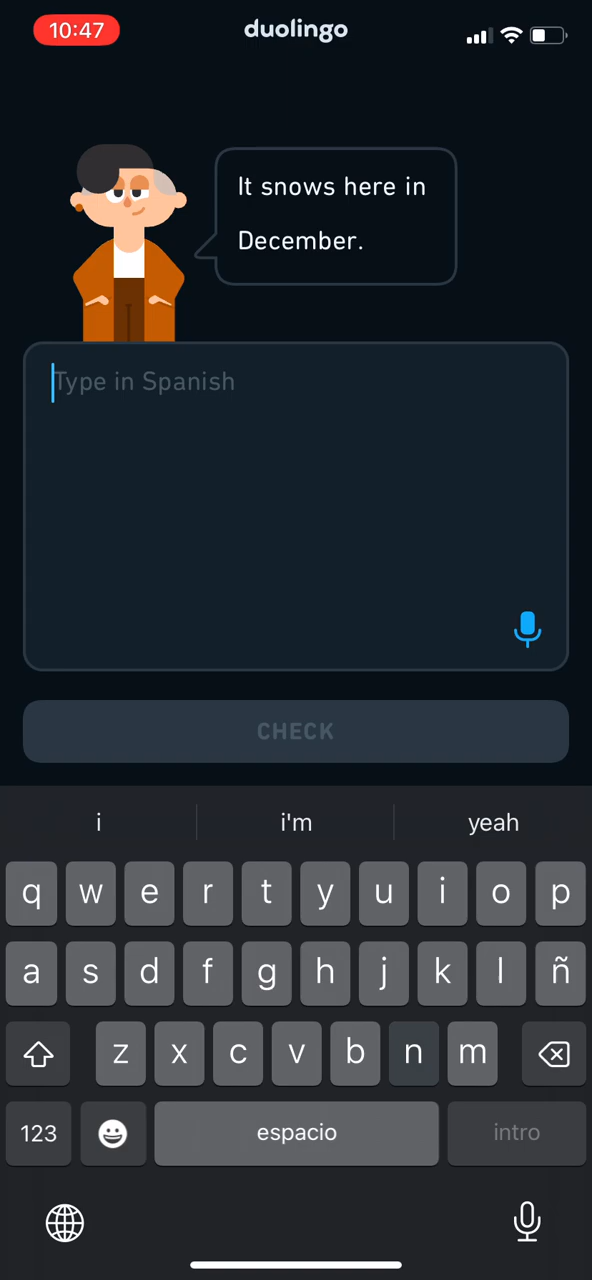 10:47
duolingo
It snows here in
December.
Type in Spanish
CHECK
i i'm yeah
q w e r t y u i o p
a s d f g h j k l ñ
z x c v b n m
123 espacio intro